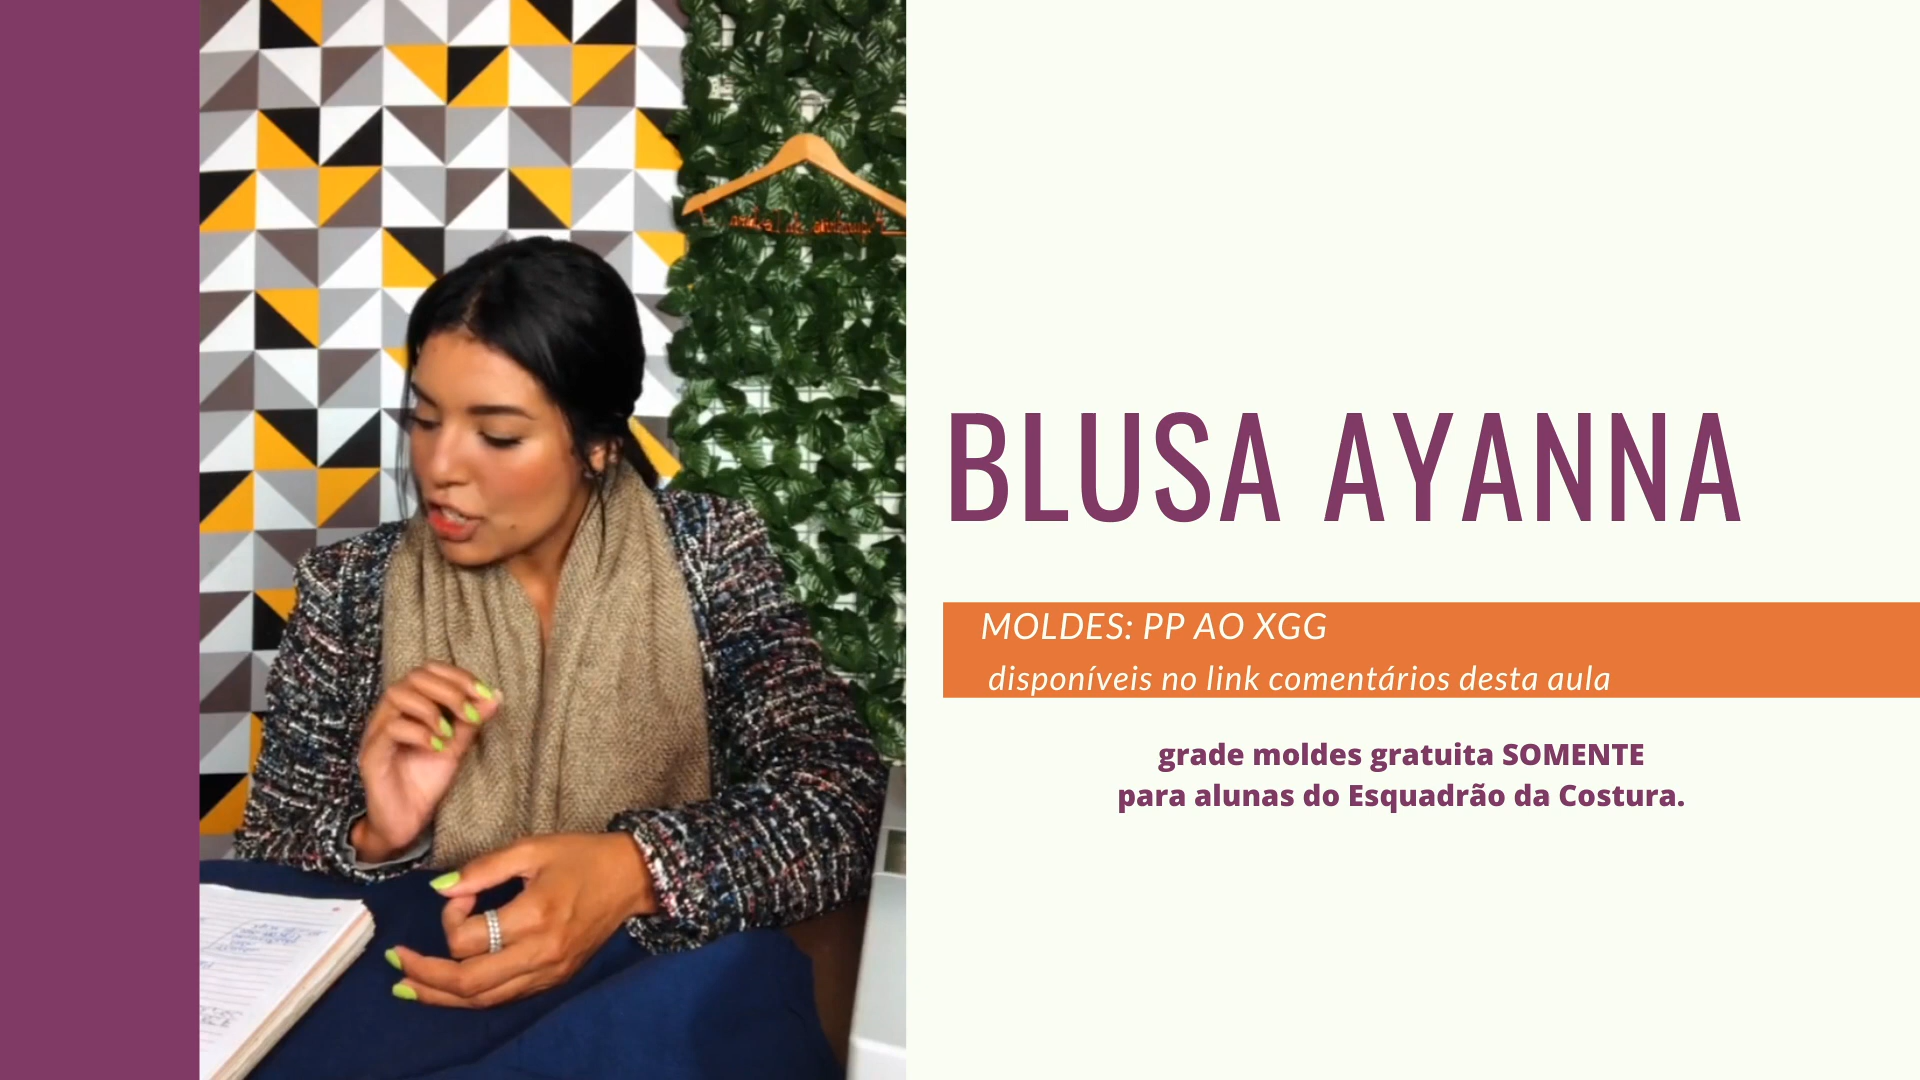 BLUSA AYANNA
MOLDES: PP AO XGG
disponíveis no link comentários desta aula
grade moldes gratuita SOMENTE
para alunas do Esquadrão da Costura.